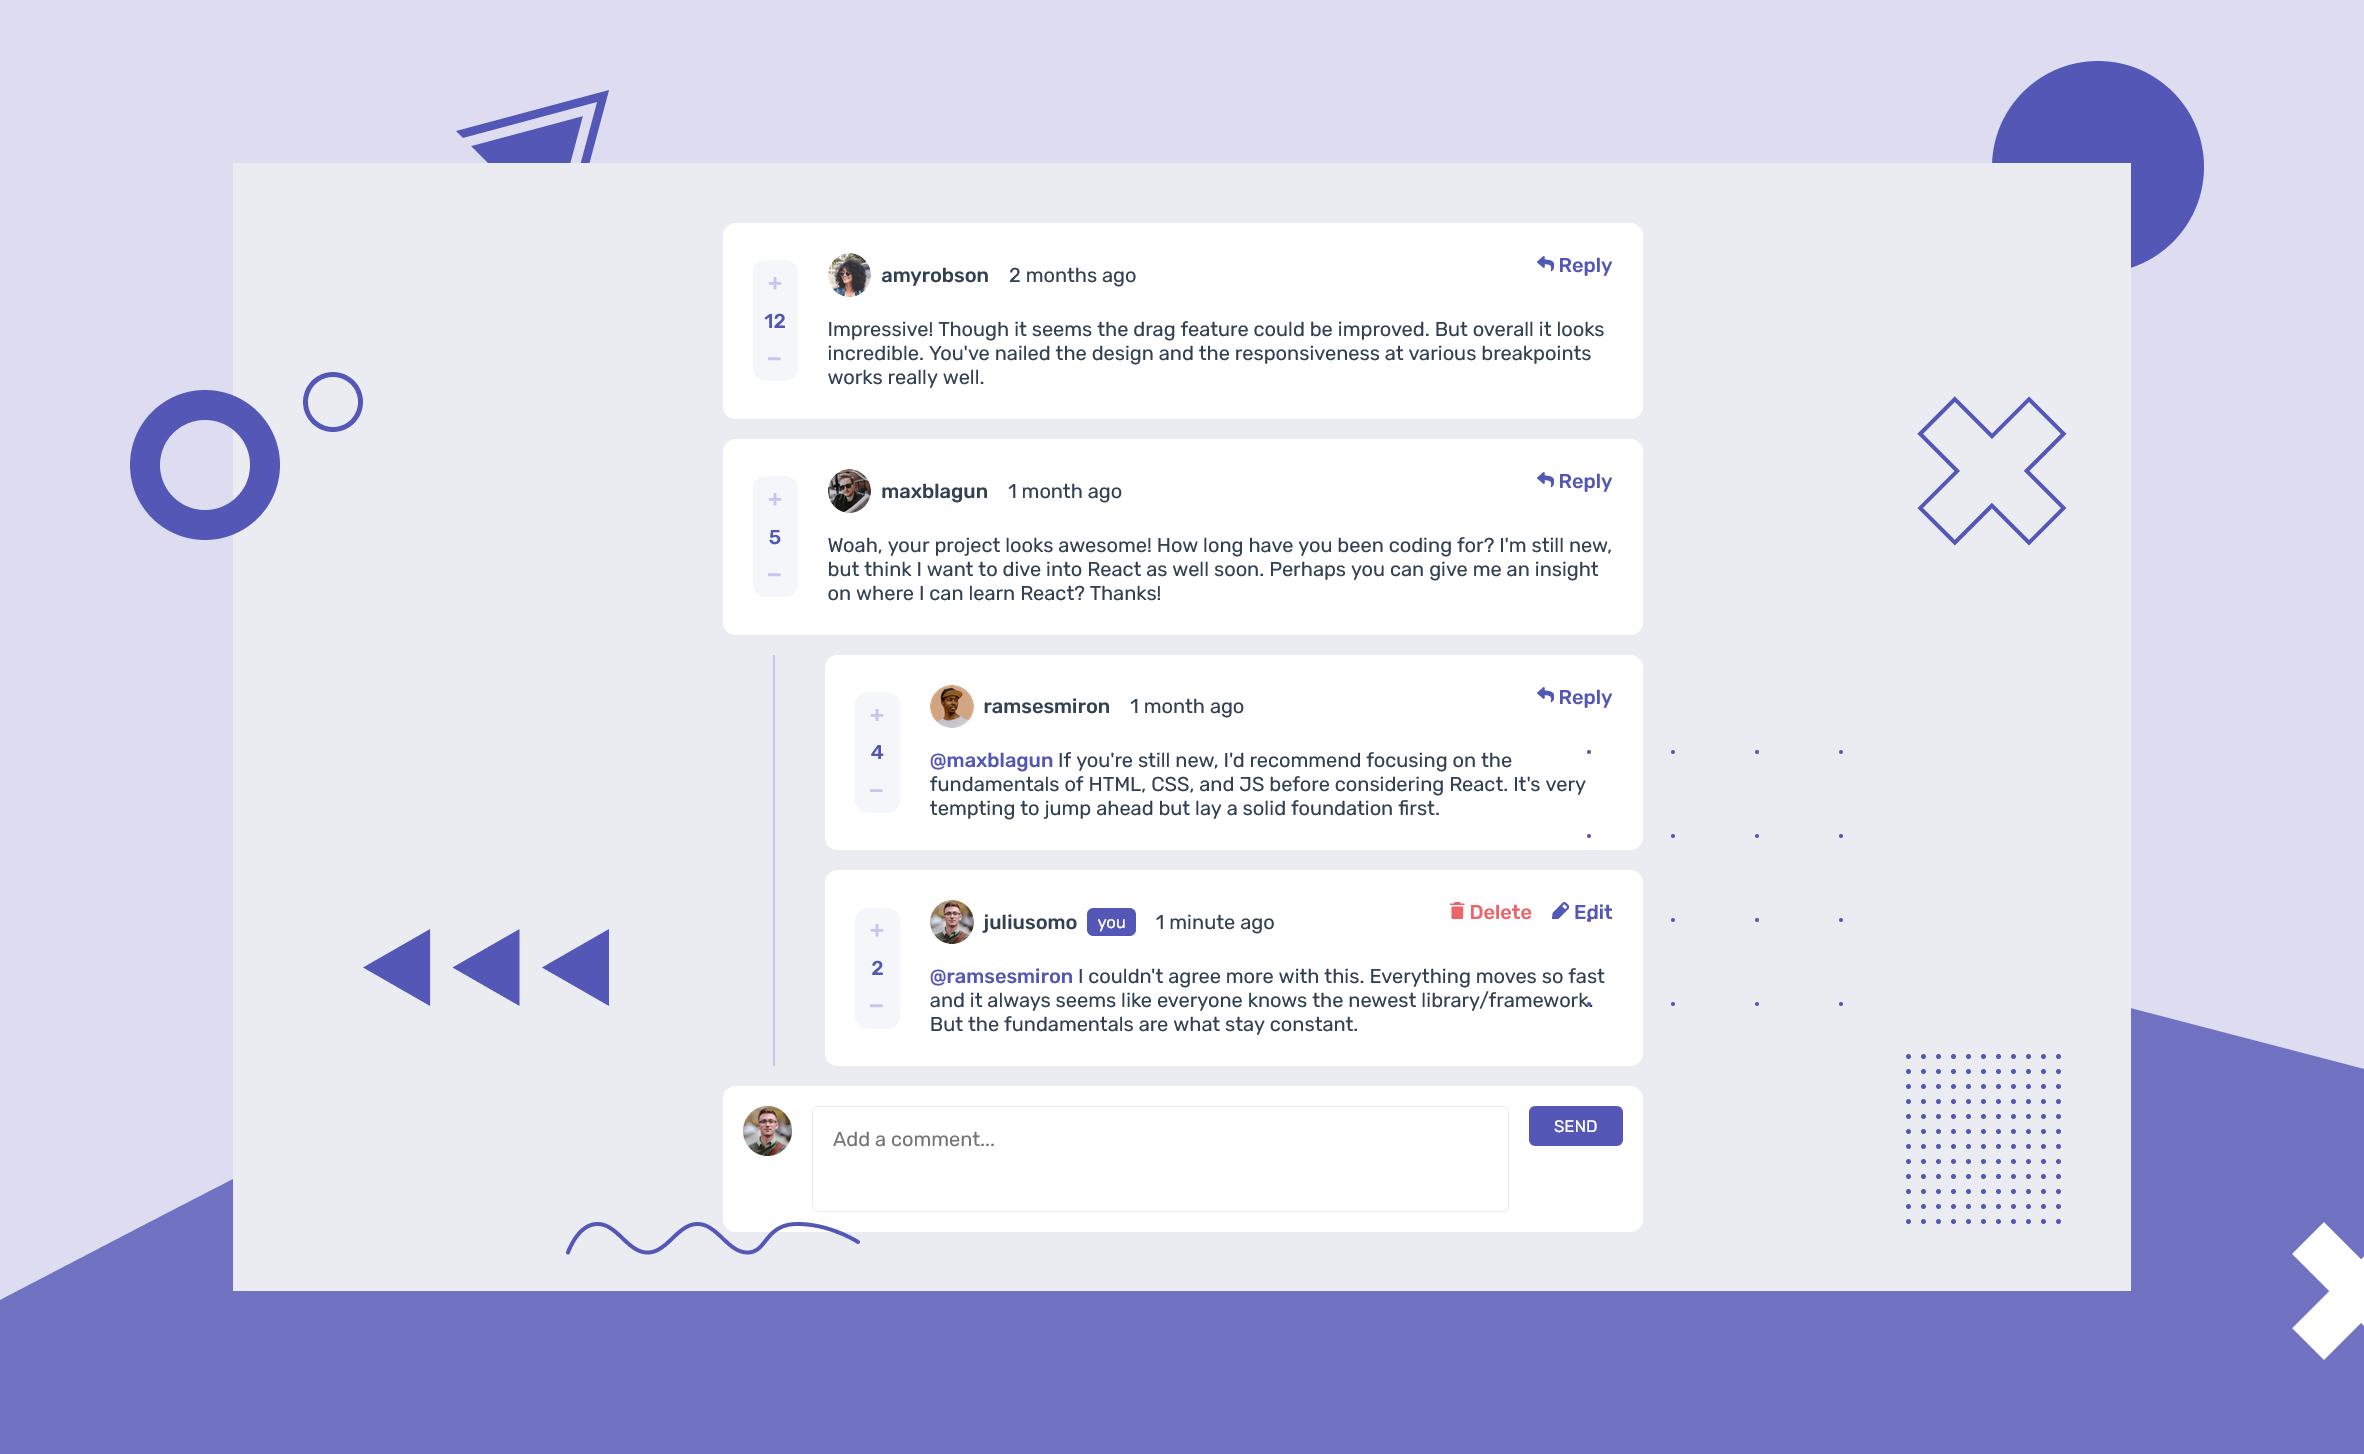 amyrobson 2 months ago Reply
+
12
–
Impressive! Though it seems the drag feature could be improved. But overall it looks
incredible. You've nailed the design and the responsiveness at various breakpoints
works really well.
maxblagun 1 month ago Reply
+
5
–
Woah, your project looks awesome! How long have you been coding for? I'm still new,
but think I want to dive into React as well soon. Perhaps you can give me an insight
on where I can learn React? Thanks!
ramsesmiron 1 month ago Reply
+
4
–
@maxblagun If you're still new, I'd recommend focusing on the
fundamentals of HTML, CSS, and JS before considering React. It's very
tempting to jump ahead but lay a solid foundation first.
juliusomo you 1 minute ago Delete Edit
+
2
–
@ramsesmiron I couldn't agree more with this. Everything moves so fast
and it always seems like everyone knows the newest library/framework.
But the fundamentals are what stay constant.
Add a comment... SEND